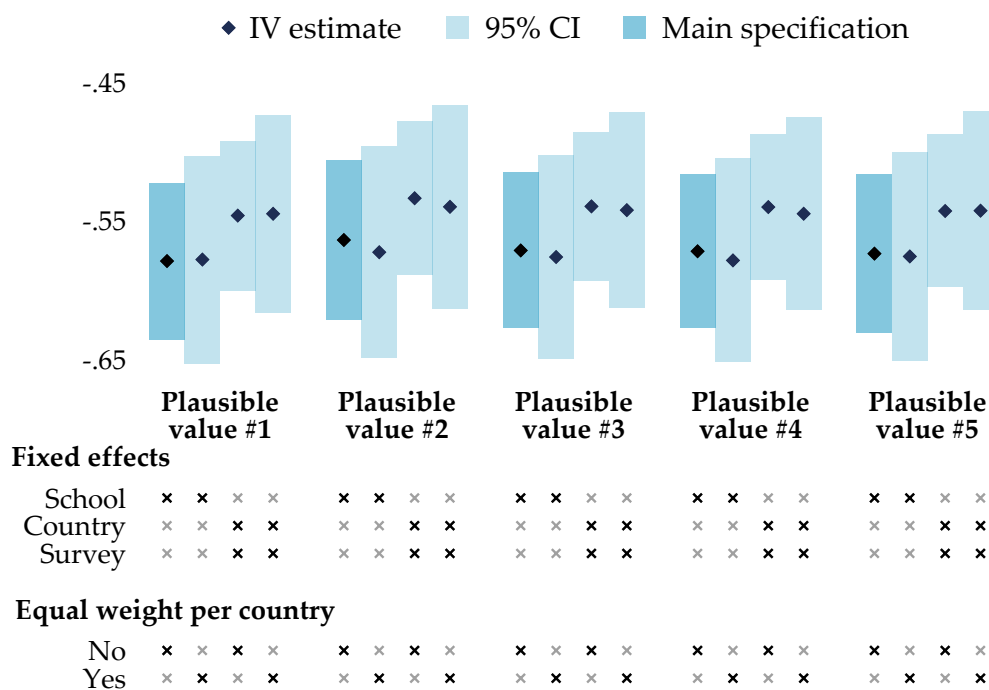 IV estimate 95% CI Main specification
-.45
-.55
-.65
Plausible value #1
Plausible value #2
Plausible value #3
Plausible value #4
Plausible value #5
Fixed effects
School
Country
Survey
Equal weight per country
No
Yes